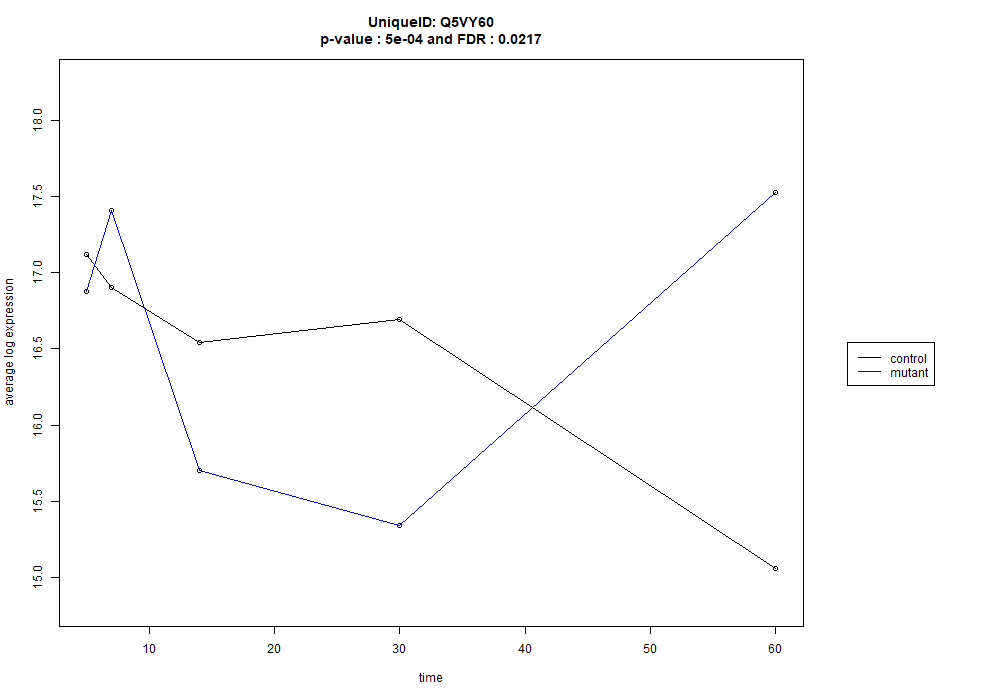 UniqueID: Q5VY60
p-value : 5e-04 and FDR : 0.0217
average log expression
18.0
17.5
17.0
16.5
16.0
15.5
15.0
10
20
30
40
50
60
time
control
mutant